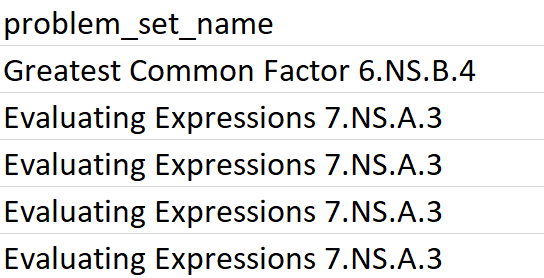 problem_set_name
Greatest Common Factor 6.NS.B.4
Evaluating Expressions 7.NS.A.3
Evaluating Expressions 7.NS.A.3
Evaluating Expressions 7.NS.A.3
Evaluating Expressions 7.NS.A.3